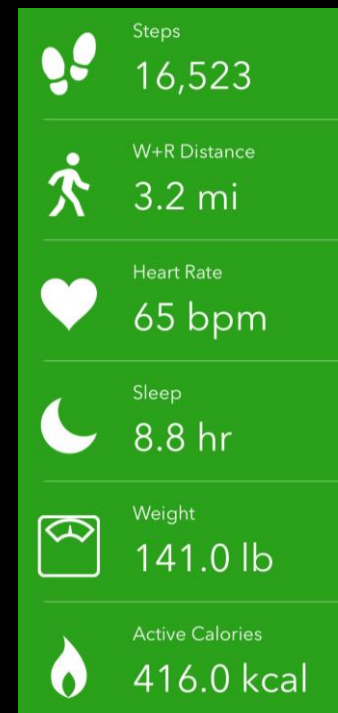 Steps
16,523
W+R Distance
3.2 mi
Heart Rate
65 bpm
Sleep
8.8 hr
Weight
141.0 lb
Active Calories
416.0 kcal